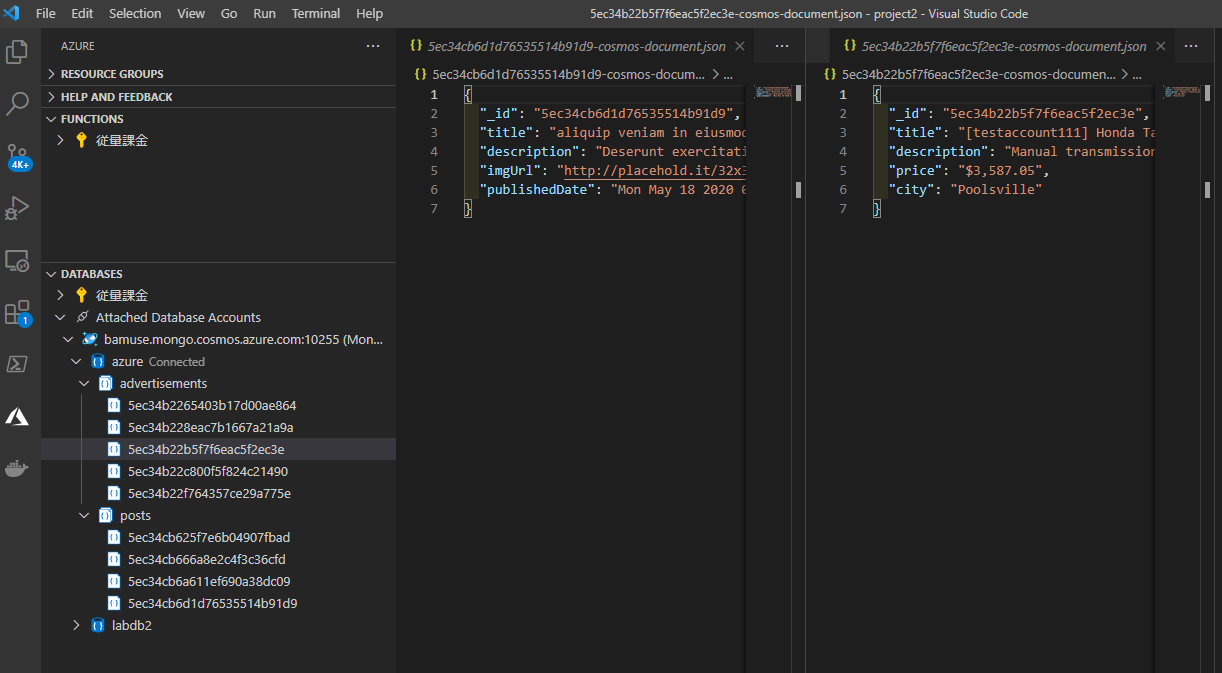 File Edit Selection View Go Run Terminal Help
5ec34b22b5f7f6eac5f2ec3e-cosmos-document.json - project2 - Visual Studio Code
AZURE
RESOURCE GROUPS
HELP AND FEEDBACK
FUNCTIONS
従量課金
4K+
1
DATABASES
従量課金
Attached Database Accounts
bamuse.mongo.cosmos.azure.com:10255 (Mon...
azure Connected
advertisements
5ec34b2265403b17d00ae864
5ec34b228eac7b1667a21a9a
5ec34b22b5f7f6eac5f2ec3e
5ec34b22c800f5f824c21490
5ec34b22f764357ce29a775e
posts
5ec34cb625f7e6b04907fbad
5ec34cb666a8e2c4f3c36cfd
5ec34cb6a611ef690a38dc09
5ec34cb6d1d76535514b91d9
labdb2
{} 5ec34cb6d1d76535514b91d9-cosmos-document.json
{} 5ec34cb6d1d76535514b91d9-cosmos-docum... > ...
1 {
2 "_id": "5ec34cb6d1d76535514b91d9",
3 "title": "aliquip veniam in eiusmod
4 "description": "Deserunt exercitati
5 "imgUrl": "http://placehold.it/32x3
6 "publishedDate": "Mon May 18 2020 0
7 }
{} 5ec34b22b5f7f6eac5f2ec3e-cosmos-document.json
{} 5ec34b22b5f7f6eac5f2ec3e-cosmos-documen... > ...
1 {
2 "_id": "5ec34b22b5f7f6eac5f2ec3e",
3 "title": "[testaccount111] Honda Ta
4 "description": "Manual transmission
5 "price": "$3,587.05",
6 "city": "Poolsville"
7 }